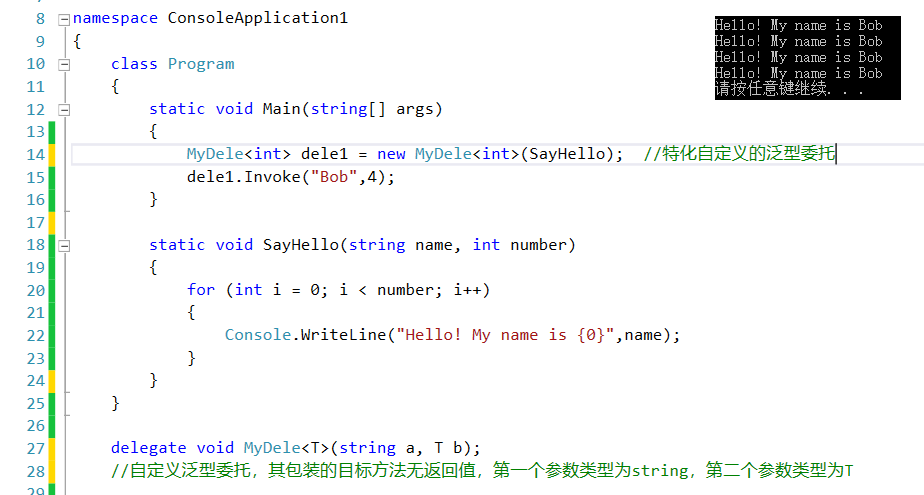 8 namespace ConsoleApplication1
9 {
10 class Program
11 {
12 static void Main(string[] args)
13 {
14 MyDele<int> dele1 = new MyDele<int>(SayHello); //特化自定义的泛型委托
15 dele1.Invoke("Bob",4);
16 }
17
18 static void SayHello(string name, int number)
19 {
20 for (int i = 0; i < number; i++)
21 {
22 Console.WriteLine("Hello! My name is {0}",name);
23 }
24 }
25 }
26
27 delegate void MyDele<T>(string a, T b);
28 //自定义泛型委托，其包装的目标方法无返回值，第一个参数类型为string，第二个参数类型为T
29
Hello! My name is Bob
Hello! My name is Bob
Hello! My name is Bob
Hello! My name is Bob
请按任意键继续. . .